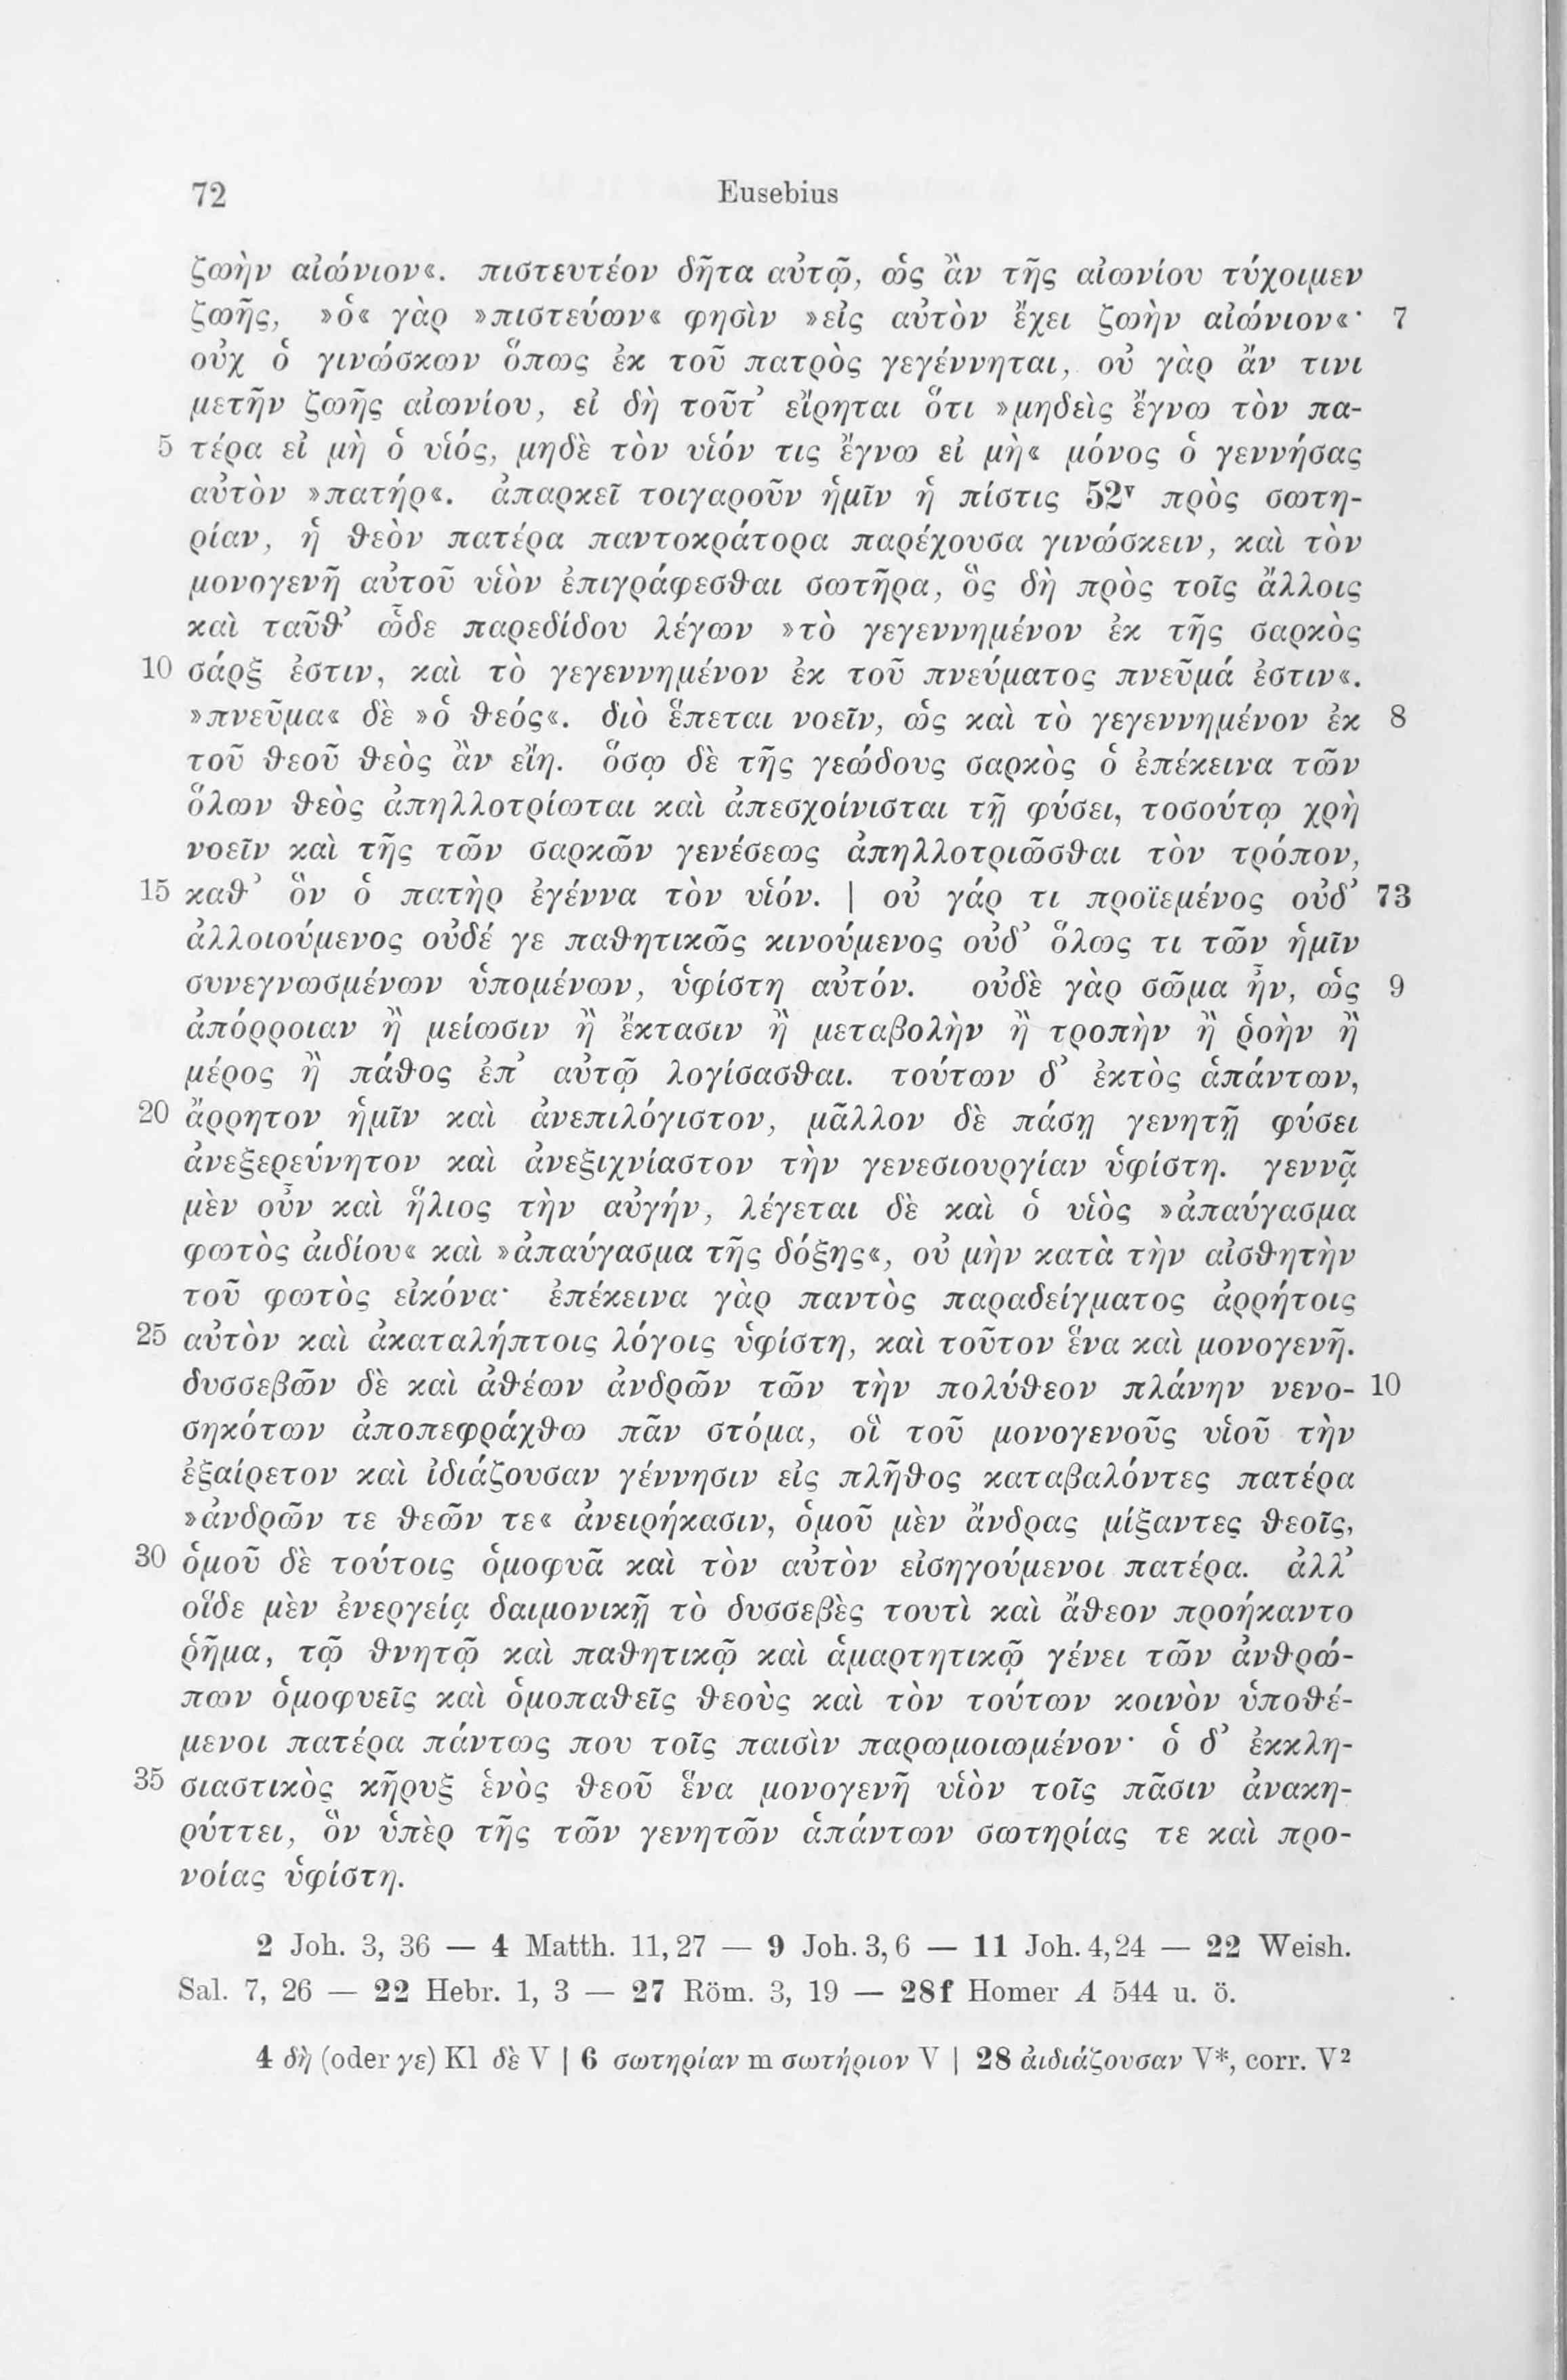 72 Eusebius
ζωὴν αἰώνιον«. πιστευτέον δῆτα αὐτῷ, ὡς ἂν τῆς αἰωνίου τύχοιμεν
ζωῆς, »ὁ« γὰρ »πιστεύων« φησὶν »εἰς αὐτὸν ἔχει ζωὴν αἰώνιον«· 7
οὐχ ὁ γινώσκων ὅπως ἐκ τοῦ πατρὸς γεγέννηται, οὐ γὰρ ἄν τινι
μετῆν ζωῆς αἰωνίου, εἰ δὴ τοῦτ’ εἴρηται ὅτι »μηδεὶς ἔγνω τὸν πα-
5 τέρα εἰ μὴ ὁ υἱός, μηδὲ τὸν υἱόν τις ἔγνω εἰ μὴ« μόνος ὁ γεννήσας
αὐτὸν »πατήρ«. ἀπαρκεῖ τοιγαροῦν ἡμῖν ἡ πίστις 52ᵛ πρὸς σωτη-
ρίαν, ἡ θεὸν πατέρα παντοκράτορα παρέχουσα γινώσκειν, καὶ τὸν
μονογενῆ αὐτοῦ υἱὸν ἐπιγράφεσθαι σωτῆρα, ὃς δὴ πρὸς τοῖς ἄλλοις
καὶ ταῦθ’ ὧδε παρεδίδου λέγων »τὸ γεγεννημένον ἐκ τῆς σαρκὸς
10 σάρξ ἐστιν, καὶ τὸ γεγεννημένον ἐκ τοῦ πνεύματος πνεῦμά ἐστιν«.
»πνεῦμα« δὲ »ὁ θεός«. διὸ ἕπεται νοεῖν, ὡς καὶ τὸ γεγεννημένον ἐκ 8
τοῦ θεοῦ θεὸς ἂν εἴη. ὅσῳ δὲ τῆς γεώδους σαρκὸς ὁ ἐπέκεινα τῶν
ὅλων θεὸς ἀπηλλοτρίωται καὶ ἀπεσχοίνισται τῇ φύσει, τοσούτῳ χρὴ
νοεῖν καὶ τῆς τῶν σαρκῶν γενέσεως ἀπηλλοτριῶσθαι τὸν τρόπον,
15 καθ’ ὃν ὁ πατὴρ ἐγέννα τὸν υἱόν. | οὐ γάρ τι προϊεμένος οὐδ’ 73
ἀλλοιούμενος οὐδέ γε παθητικῶς κινούμενος οὐδ’ ὅλως τι τῶν ἡμῖν
συνεγνωσμένων ὑπομένων, ὑφίστη αὐτόν. οὐδὲ γὰρ σῶμα ἦν, ὡς 9
ἀπόρροιαν ἢ μείωσιν ἢ ἔκτασιν ἢ μεταβολὴν ἢ τροπὴν ἢ ῥοὴν ἢ
μέρος ἢ πάθος ἐπ’ αὐτῷ λογίσασθαι. τούτων δ’ ἐκτὸς ἁπάντων,
20 ἄρρητον ἡμῖν καὶ ἀνεπιλόγιστον, μᾶλλον δὲ πάσῃ γενητῇ φύσει
ἀνεξερεύνητον καὶ ἀνεξιχνίαστον τὴν γενεσιουργίαν ὑφίστη. γεννᾷ
μὲν οὖν καὶ ἥλιος τὴν αὐγήν, λέγεται δὲ καὶ ὁ υἱὸς »ἀπαύγασμα
φωτὸς ἀιδίου« καὶ »ἀπαύγασμα τῆς δόξης«, οὐ μὴν κατὰ τὴν αἰσθητὴν
τοῦ φωτὸς εἰκόνα· ἐπέκεινα γὰρ παντὸς παραδείγματος ἀρρήτοις
25 αὐτὸν καὶ ἀκαταλήπτοις λόγοις ὑφίστη, καὶ τοῦτον ἕνα καὶ μονογενῆ.
δυσσεβῶν δὲ καὶ ἀθέων ἀνδρῶν τῶν τὴν πολύθεον πλάνην νενο- 10
σηκότων ἀποπεφράχθω πᾶν στόμα, οἳ τοῦ μονογενοῦς υἱοῦ τὴν
ἐξαίρετον καὶ ἰδιάζουσαν γέννησιν εἰς πλῆθος καταβαλόντες πατέρα
»ἀνδρῶν τε θεῶν τε« ἀνειρήκασιν, ὁμοῦ μὲν ἄνδρας μίξαντες θεοῖς,
30 ὁμοῦ δὲ τούτοις ὁμοφυᾶ καὶ τὸν αὐτὸν εἰσηγούμενοι πατέρα. ἀλλ’
οἵδε μὲν ἐνεργείᾳ δαιμονικῇ τὸ δυσσεβὲς τουτὶ καὶ ἄθεον προήκαντο
ῥῆμα, τῷ θνητῷ καὶ παθητικῷ καὶ ἁμαρτητικῷ γένει τῶν ἀνθρώ-
πων ὁμοφυεῖς καὶ ὁμοπαθεῖς θεοὺς καὶ τὸν τούτων κοινὸν ὑποθέ-
μενοι πατέρα πάντως που τοῖς παισὶν παρωμοιωμένον· ὁ δ’ ἐκκλη-
35 σιαστικὸς κῆρυξ ἑνὸς θεοῦ ἕνα μονογενῆ υἱὸν τοῖς πᾶσιν ἀνακη-
ρύττει, ὃν ὑπὲρ τῆς τῶν γενητῶν ἁπάντων σωτηρίας τε καὶ προ-
νοίας ὑφίστη.
2 Joh. 3, 36 — 4 Matth. 11,27 — 9 Joh. 3, 6 — 11 Joh. 4,24 — 22 Weish.
Sal. 7, 26 — 22 Hebr. 1, 3 — 27 Röm. 3, 19 — 28f Homer A 544 u. ö.
4 δὴ (oder γε) Kl δὲ V | 6 σωτηρίαν m σωτήριον V | 28 ἀιδιάζουσαν V*, corr. V²